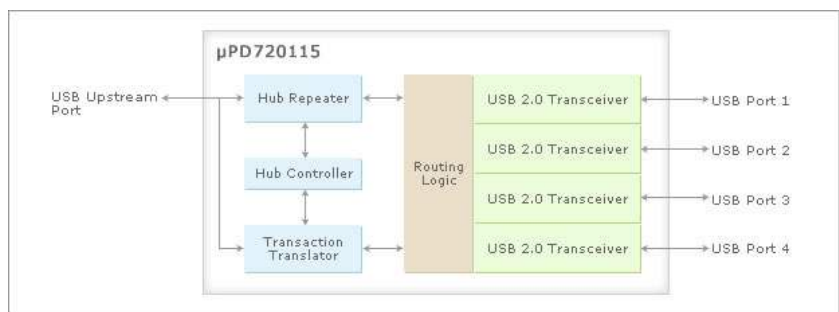 µPD720115
USB Upstream
Port
Hub Repeater
Hub Controller
Transaction
Translator
Routing
Logic
USB 2.0 Transceiver
USB 2.0 Transceiver
USB 2.0 Transceiver
USB 2.0 Transceiver
USB Port 1
USB Port 2
USB Port 3
USB Port 4